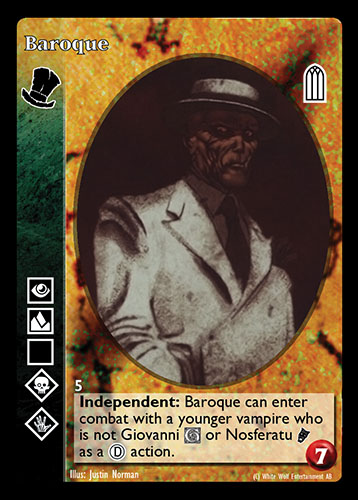 Baroque
5
Independent: Baroque can enter
combat with a younger vampire who
is not Giovanni or Nosferatu
as a D action.
7
Illus: Justin Norman (C) White Wolf Entertainment AB